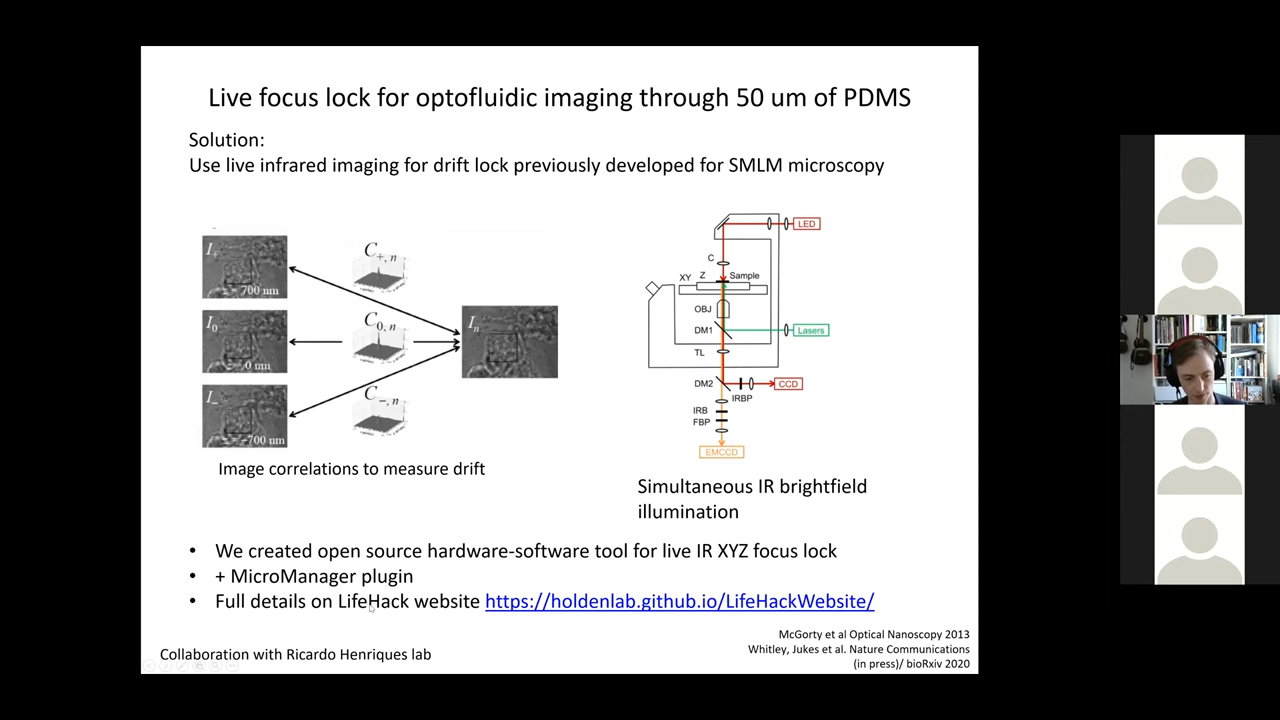 Live focus lock for optofluidic imaging through 50 um of PDMS
Solution:
Use live infrared imaging for drift lock previously developed for SMLM microscopy
I+
z = 700 nm
C+, n
I0
z = 0 nm
C0, n
In
I−
z = −700 nm
C−, n
Image correlations to measure drift
LED
C
XY
Z
Sample
OBJ
DM1
Lasers
TL
DM2
CCD
IRBP
IRB
FBP
EMCCD
Simultaneous IR brightfield
illumination
• We created open source hardware-software tool for live IR XYZ focus lock
• + MicroManager plugin
• Full details on LifeHack website https://holdenlab.github.io/LifeHackWebsite/
McGorty et al Optical Nanoscopy 2013
Whitley, Jukes et al. Nature Communications
(in press)/ bioRxiv 2020
Collaboration with Ricardo Henriques lab